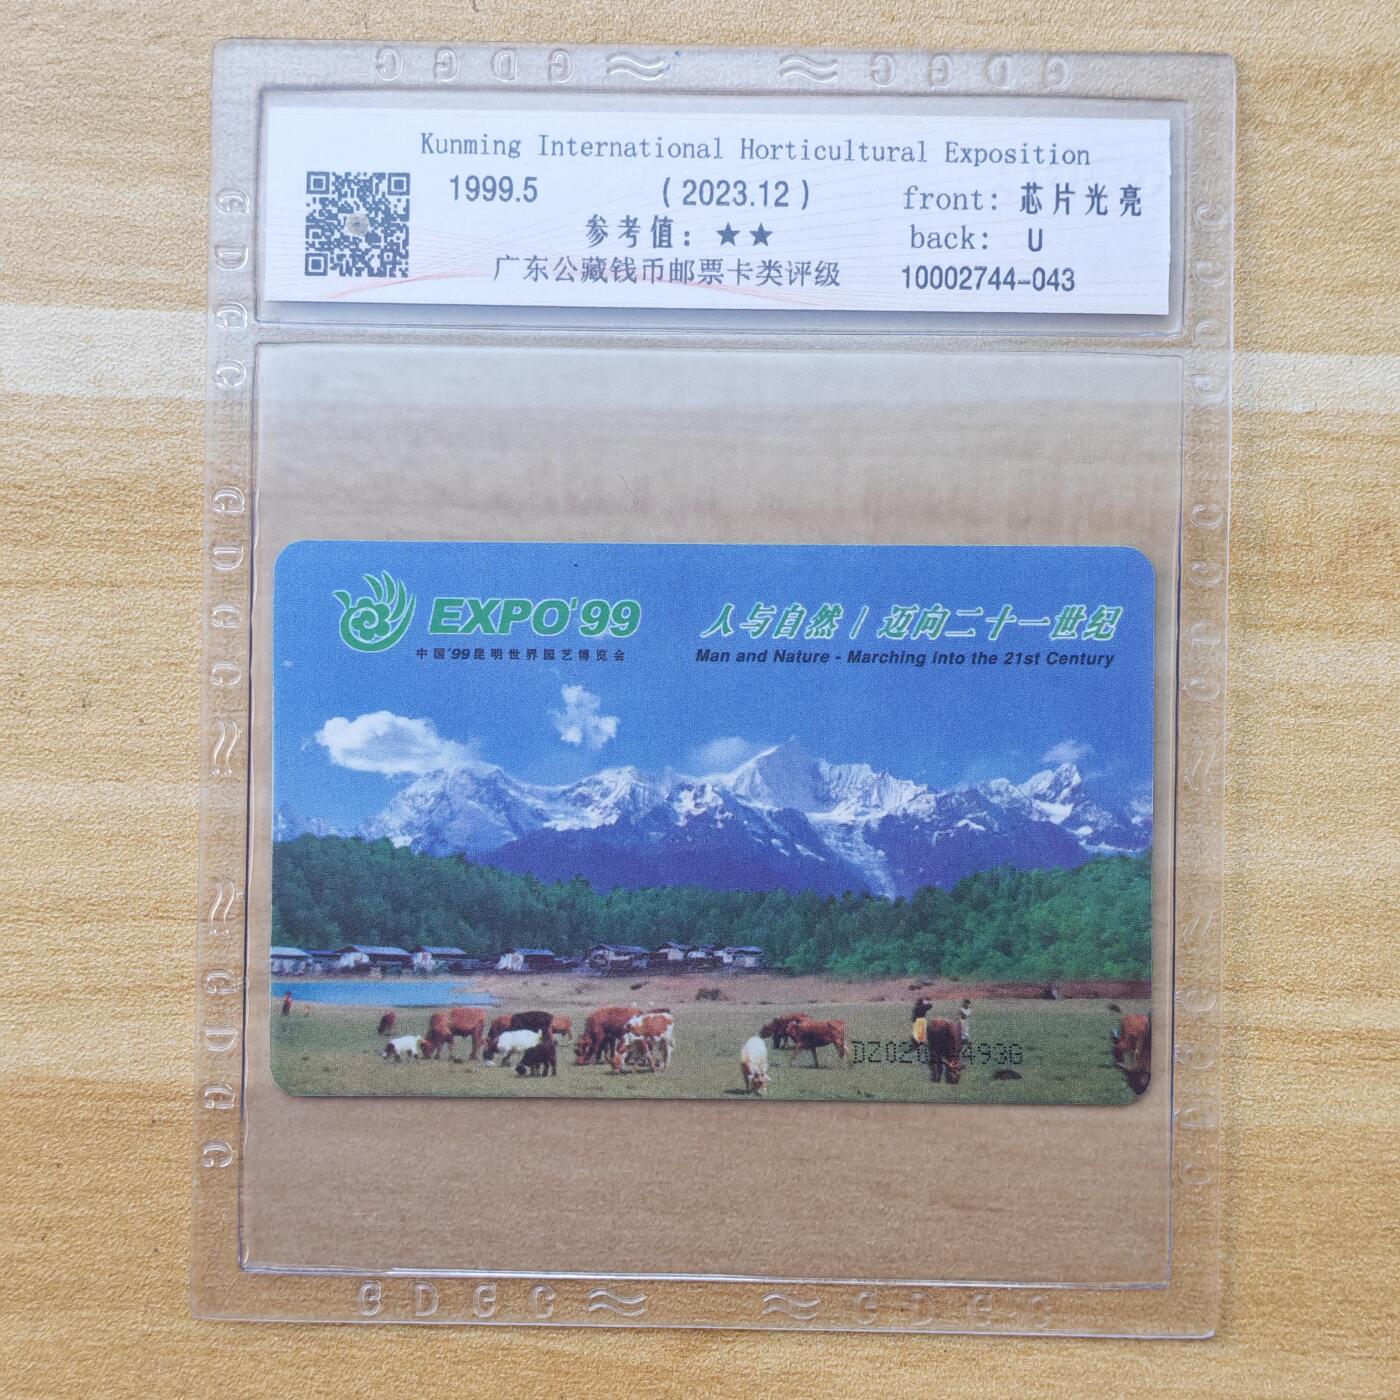 Kunming International Horticultural Exposition
1999.5 (2023.12) front: 芯片光亮
参考值：★★ back: U
广东公藏钱币邮票卡类评级 10002744-043
EXPO'99
中国'99昆明世界园艺博览会
人与自然 / 迈向二十一世纪
Man and Nature - Marching into the 21st Century